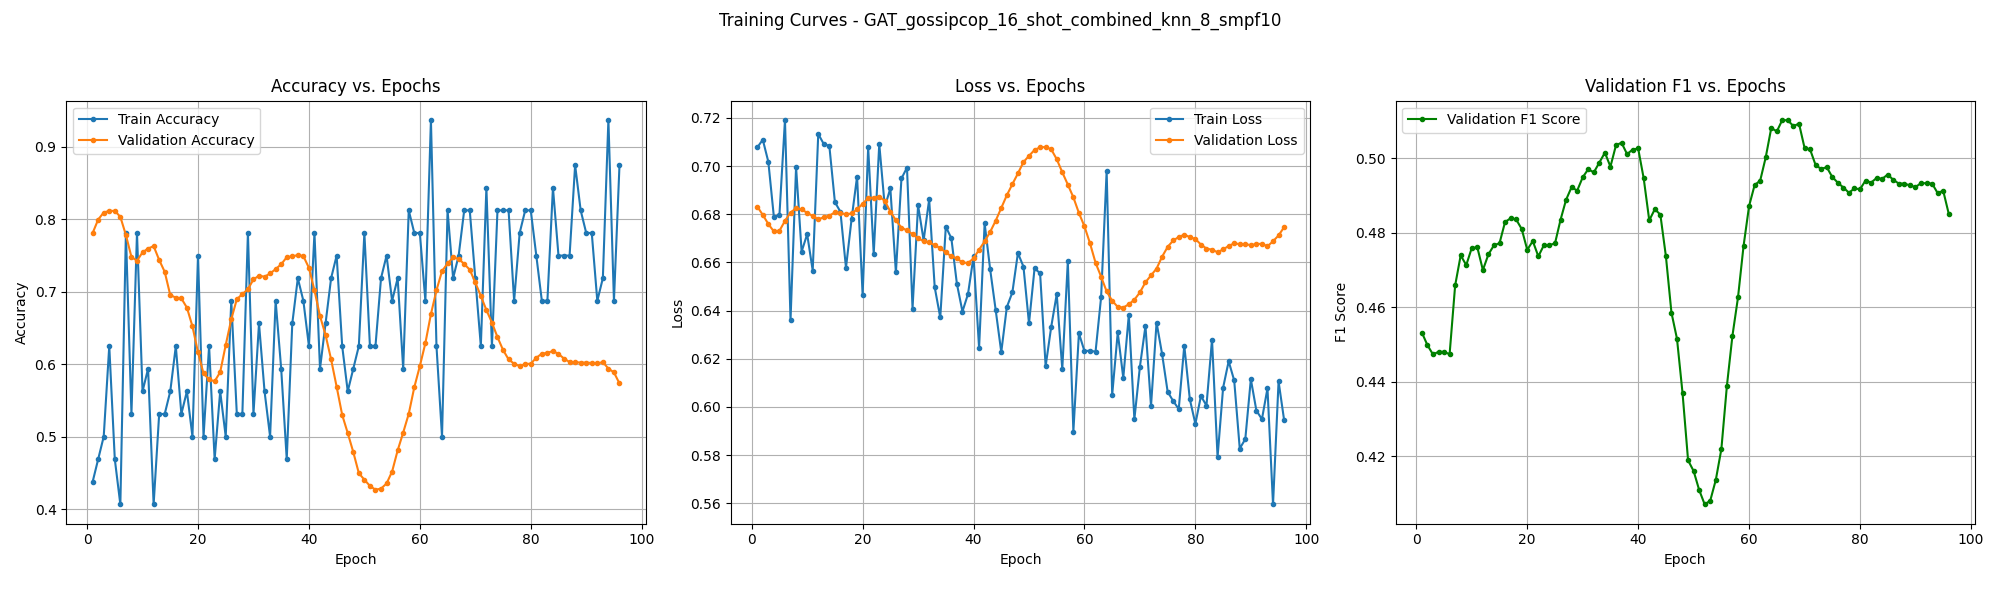 Training Curves - GAT_gossipcop_16_shot_combined_knn_8_smpf10
Accuracy vs. Epochs
Train Accuracy
Validation Accuracy
Accuracy
0.9
0.8
0.7
0.6
0.5
0.4
0 20 40 60 80 100
Epoch
Loss vs. Epochs
Train Loss
Validation Loss
Loss
0.72
0.70
0.68
0.66
0.64
0.62
0.60
0.58
0.56
0 20 40 60 80 100
Epoch
Validation F1 vs. Epochs
Validation F1 Score
F1 Score
0.50
0.48
0.46
0.44
0.42
0 20 40 60 80 100
Epoch